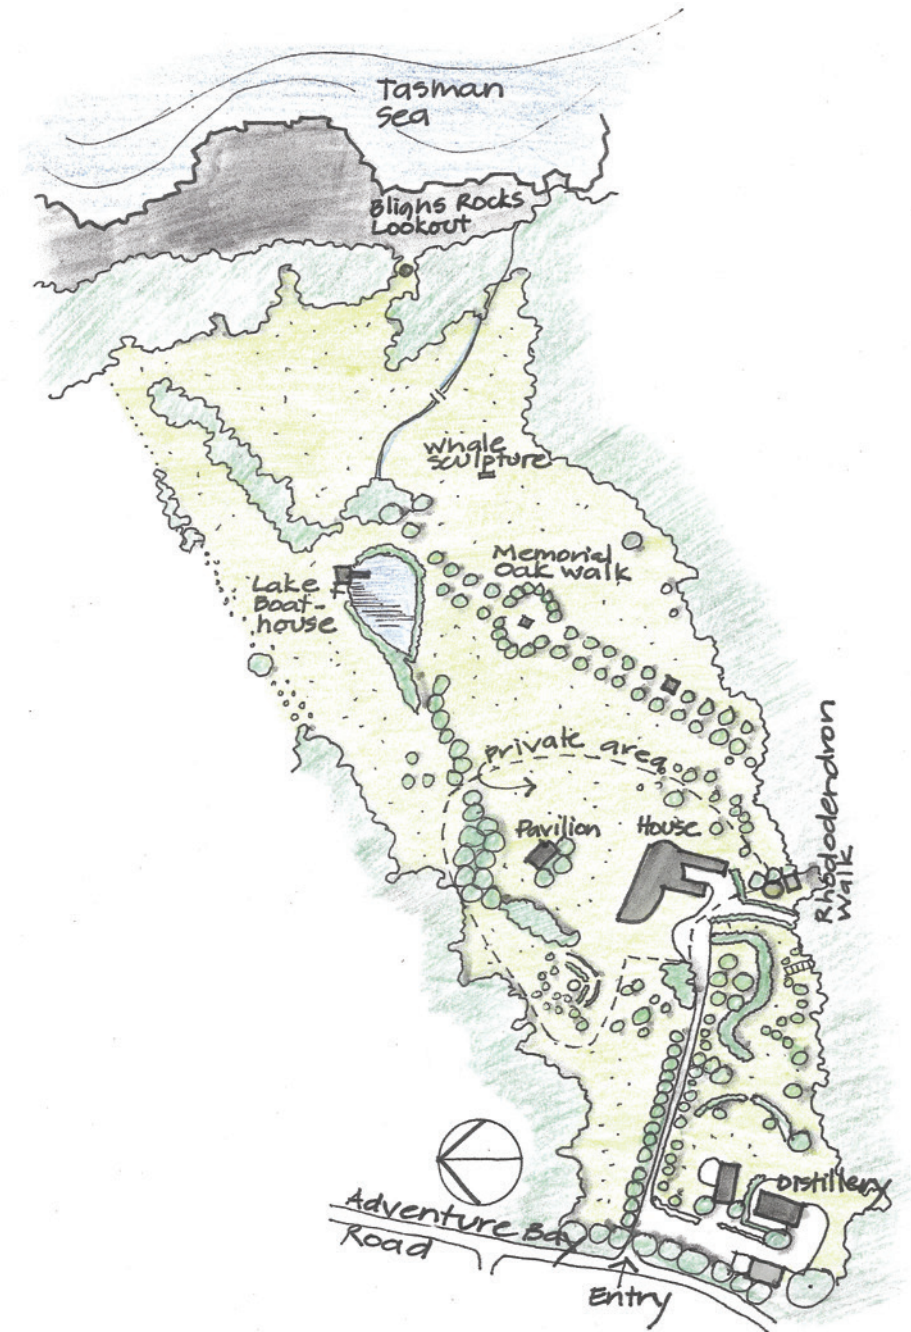 Tasman
Sea
Blighs Rocks
Lookout
Whale
Sculpture
Memorial
Oak walk
Lake
Boat-
house
private area
Pavilion
House
Rhododendron
Walk
Distillery
Adventure Bay
Road
Entry